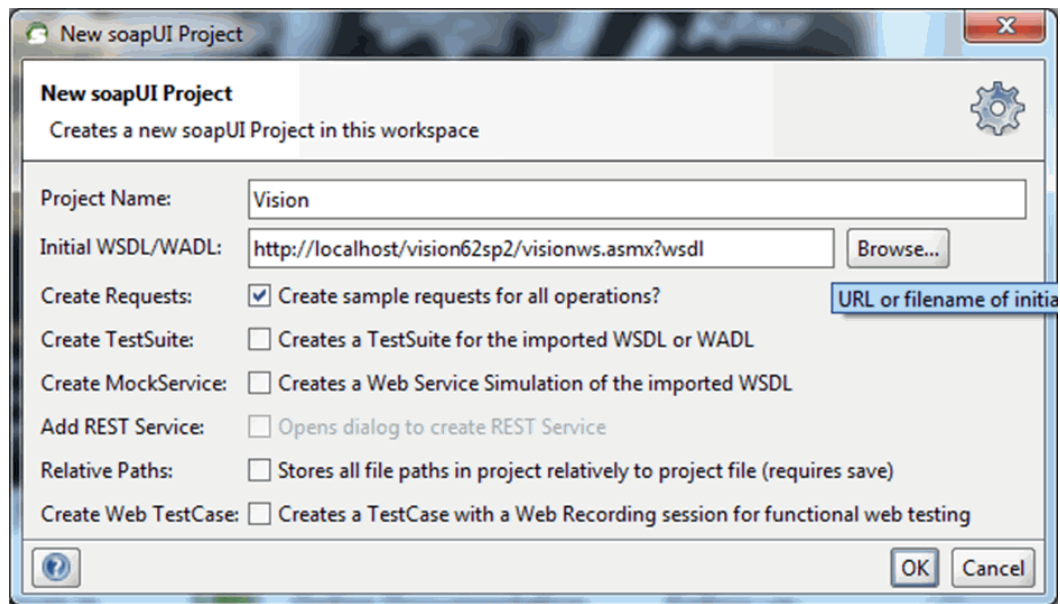 New soapUI Project
X
New soapUI Project
Creates a new soapUI Project in this workspace
Project Name: Vision
Initial WSDL/WADL: http://localhost/vision62sp2/visionws.asmx?wsdl Browse...
Create Requests: Create sample requests for all operations? URL or filename of initia
Create TestSuite: Creates a TestSuite for the imported WSDL or WADL
Create MockService: Creates a Web Service Simulation of the imported WSDL
Add REST Service: Opens dialog to create REST Service
Relative Paths: Stores all file paths in project relatively to project file (requires save)
Create Web TestCase: Creates a TestCase with a Web Recording session for functional web testing
? OK Cancel